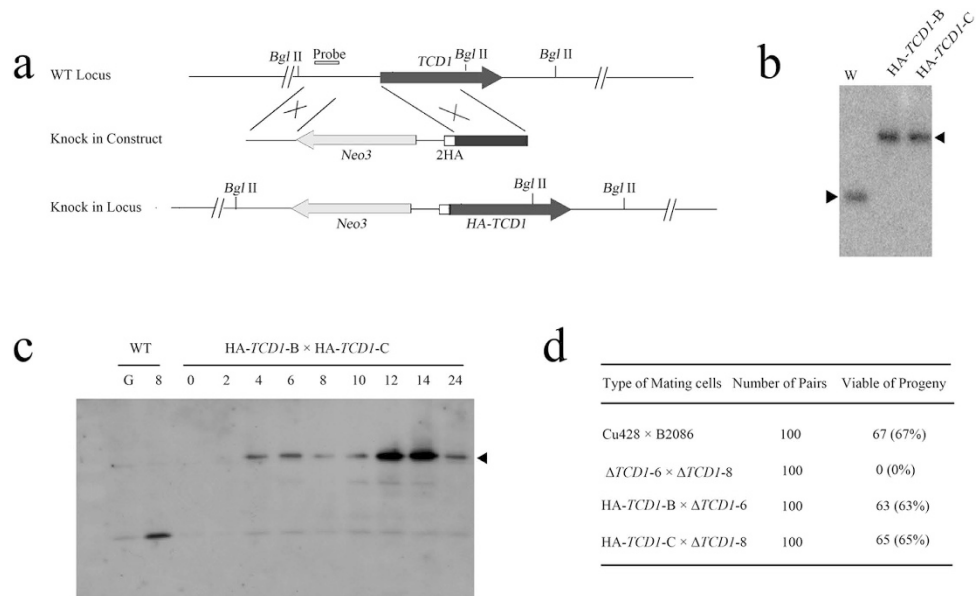 a
Bgl II
Probe
TCD1
Bgl II
Bgl II
WT Locus
Knock in Construct
Neo3
2HA
Bgl II
Bgl II
Bgl II
Knock in Locus
Neo3
HA-TCD1
b
W
HA-TCD1-B
HA-TCD1-C
c
WT
HA-TCD1-B × HA-TCD1-C
G 8 0 2 4 6 8 10 12 14 24
d
Type of Mating cells Number of Pairs Viable of Progeny
Cu428 × B2086 100 67 (67%)
ΔTCD1-6 × ΔTCD1-8 100 0 (0%)
HA-TCD1-B × ΔTCD1-6 100 63 (63%)
HA-TCD1-C × ΔTCD1-8 100 65 (65%)